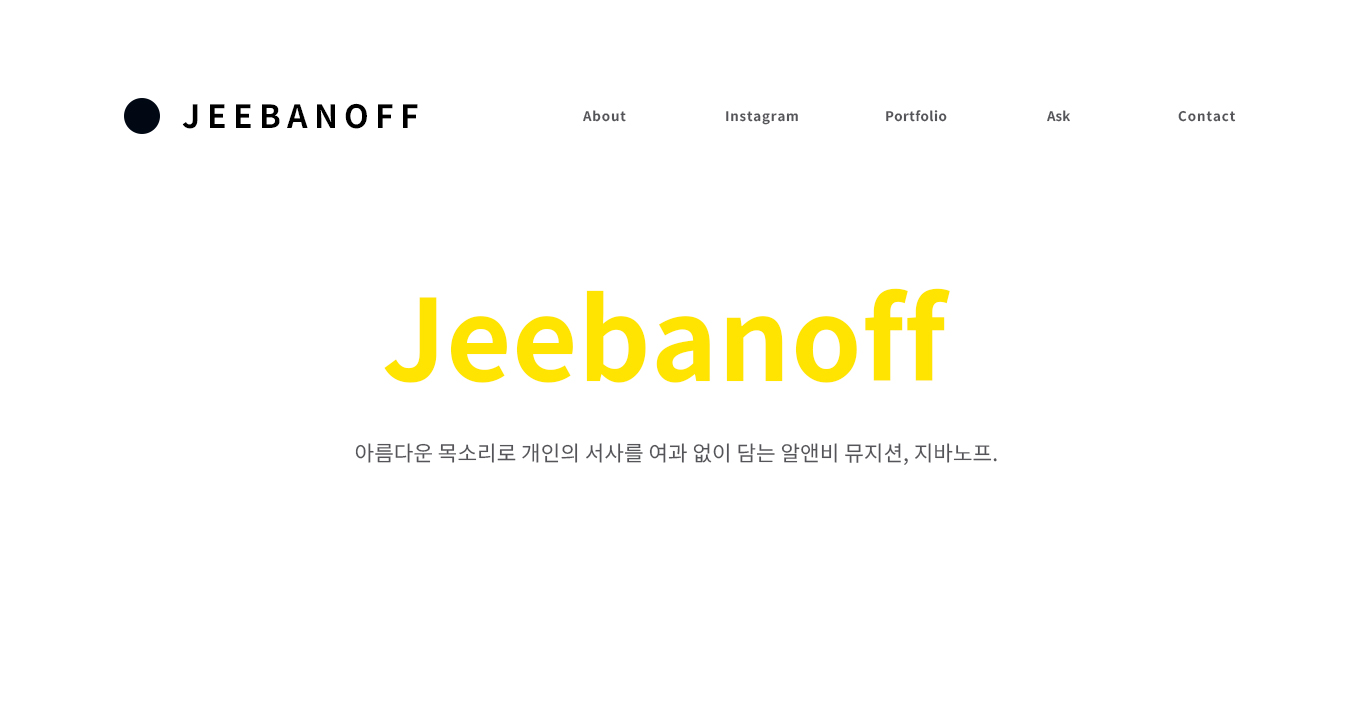 JEEBANOFF
About Instagram Portfolio Ask Contact
Jeebanoff
아름다운 목소리로 개인의 서사를 여과 없이 담는 알앤비 뮤지션, 지바노프.